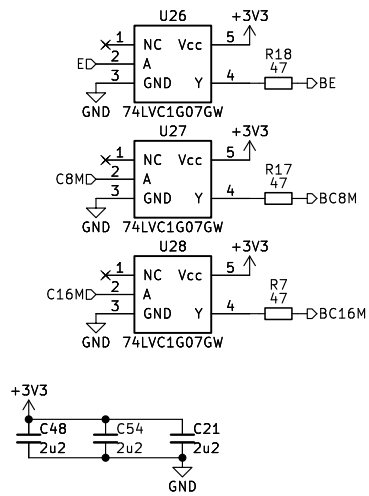 U26
+3V3
1 NC Vcc 5
R18
47
E 2 A
3 GND Y 4 BE
GND 74LVC1G07GW
U27
+3V3
1 NC Vcc 5
R17
47
C8M 2 A
3 GND Y 4 BC8M
GND 74LVC1G07GW
U28
+3V3
1 NC Vcc 5
R7
47
C16M 2 A
3 GND Y 4 BC16M
GND 74LVC1G07GW
+3V3
C48 C54 C21
2u2 2u2 2u2
GND